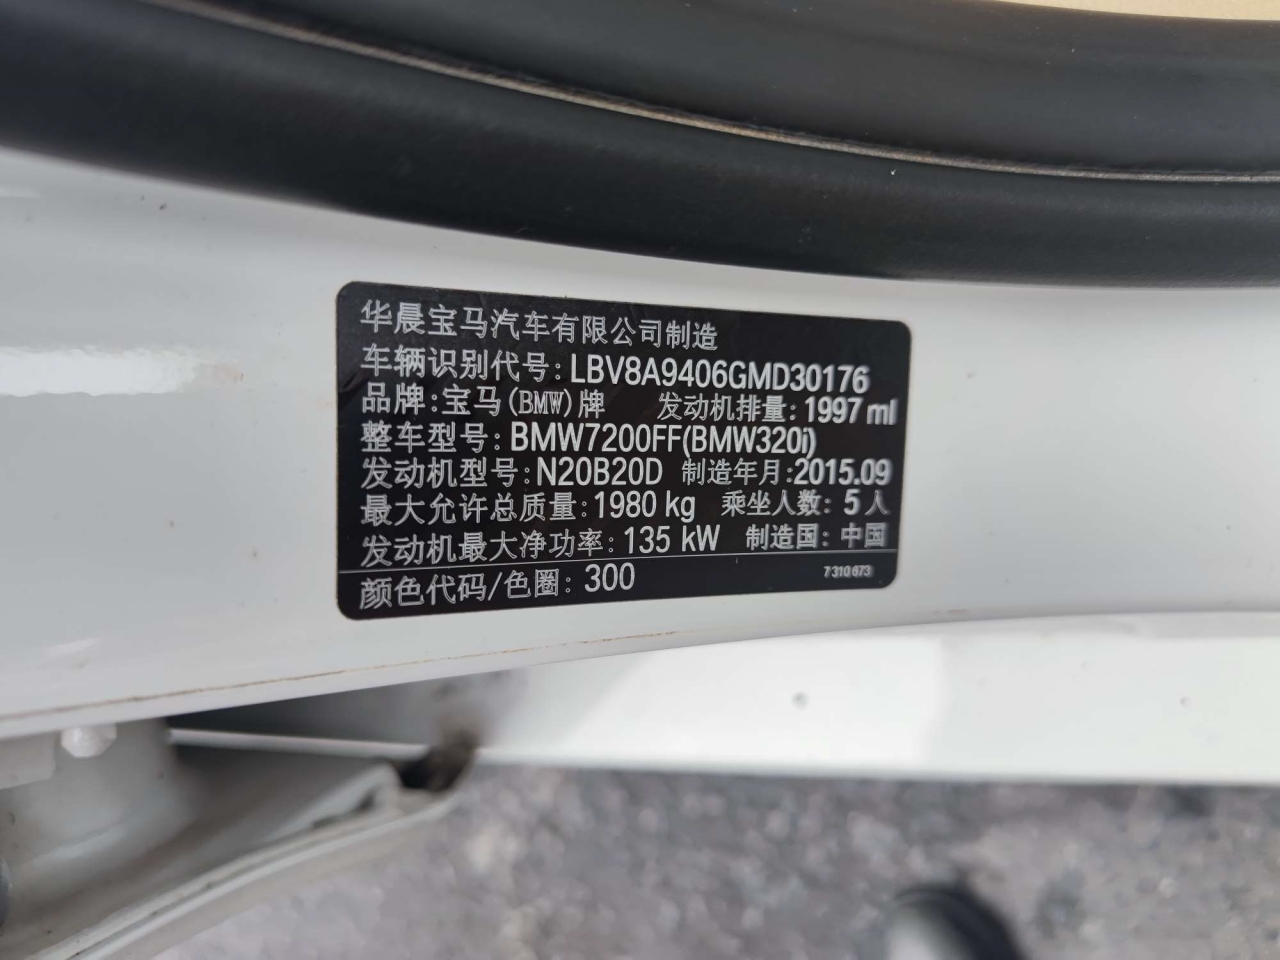 华晨宝马汽车有限公司制造
车辆识别代号: LBV8A9406GMD30176
品牌:宝马(BMW)牌 发动机排量: 1997 ml
整车型号: BMW7200FF(BMW320i)
发动机型号: N20B20D 制造年月:2015.09
最大允许总质量: 1980 kg 乘坐人数: 5 人
发动机最大净功率: 135 kW 制造国: 中国
颜色代码/色圈: 300 7310673